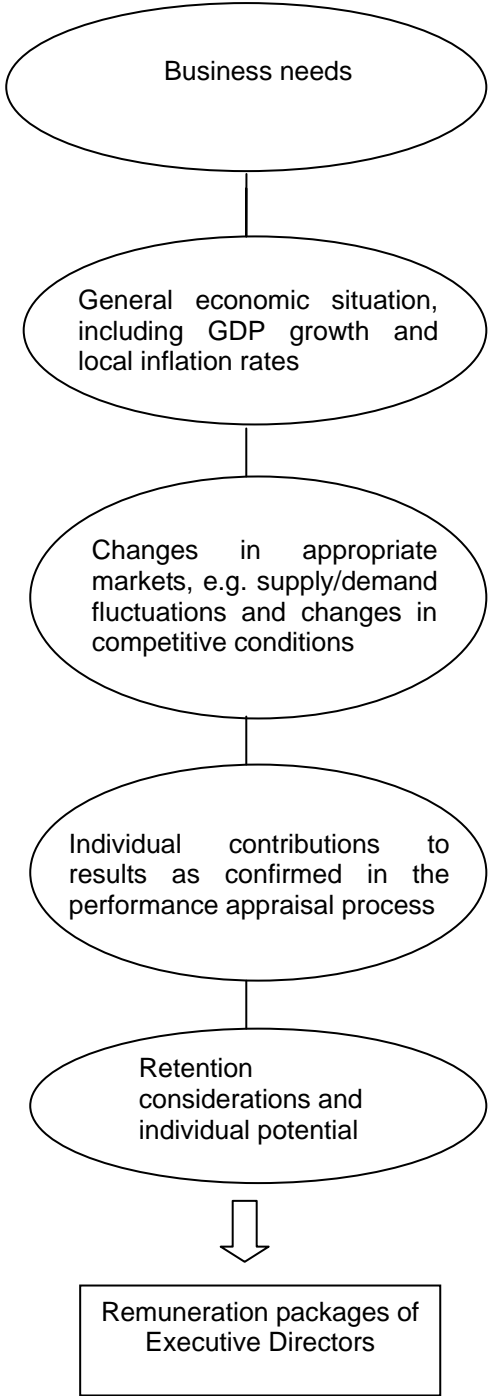 Business needs
General economic situation,
including GDP growth and
local inflation rates
Changes in appropriate
markets, e.g. supply/demand
fluctuations and changes in
competitive conditions
Individual contributions to
results as confirmed in the
performance appraisal process
Retention
considerations and
individual potential
Remuneration packages of
Executive Directors